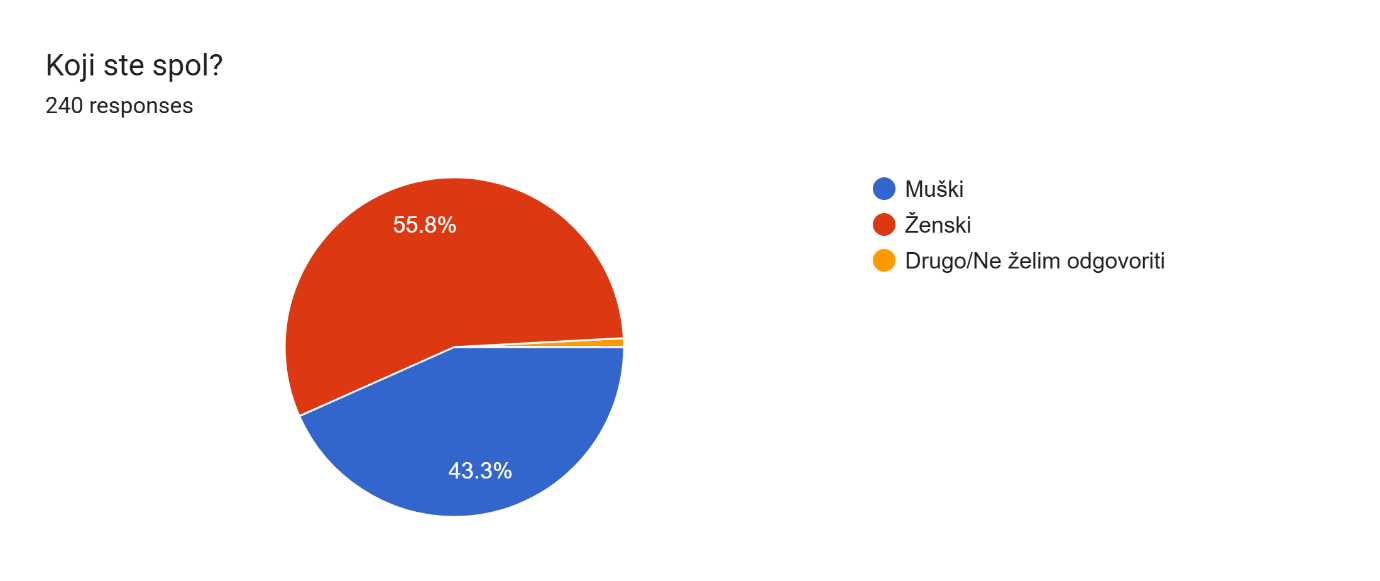 Koji ste spol?
240 responses
55.8%
43.3%
Muški
Ženski
Drugo/Ne želim odgovoriti